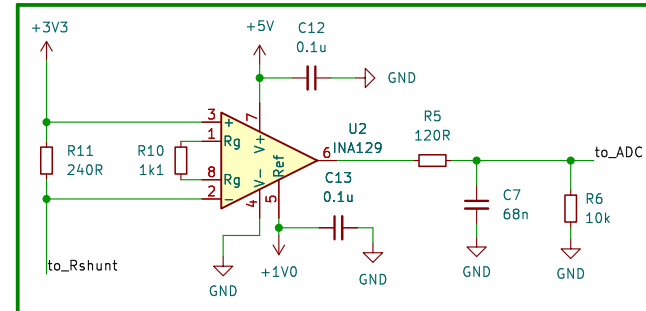 +3V3
+5V
C12
0.1u
GND
3
+
7
1
Rg
V+
R11
240R
R10
1k1
U2
INA129
6
R5
120R
to_ADC
8
Rg
2
-
V-
Ref
4
5
C13
0.1u
C7
68n
R6
10k
to_Rshunt
GND
+1V0
GND
GND
GND